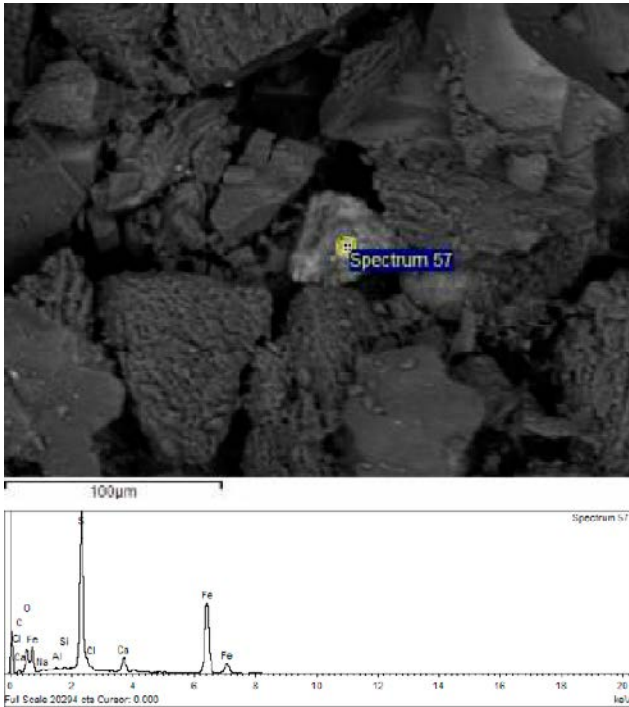 Spectrum 57
100μm
Spectrum 57
S
O
Fe
C
Cl
Si
Fe
Cl
Ca
Ca
Na
Al
Fe
0 2 4 6 8 10 12 14 16 18 20
Full Scale 20294 cts Cursor: 0.000
keV